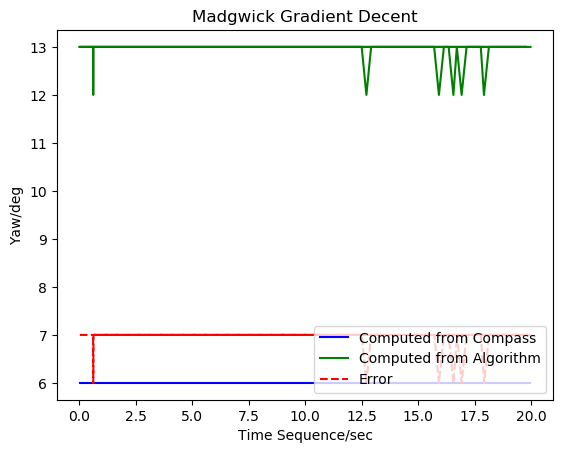 Madgwick Gradient Decent
13
12
11
10
9
8
7
6
Yaw/deg
Computed from Compass
Computed from Algorithm
Error
0.0 2.5 5.0 7.5 10.0 12.5 15.0 17.5 20.0
Time Sequence/sec